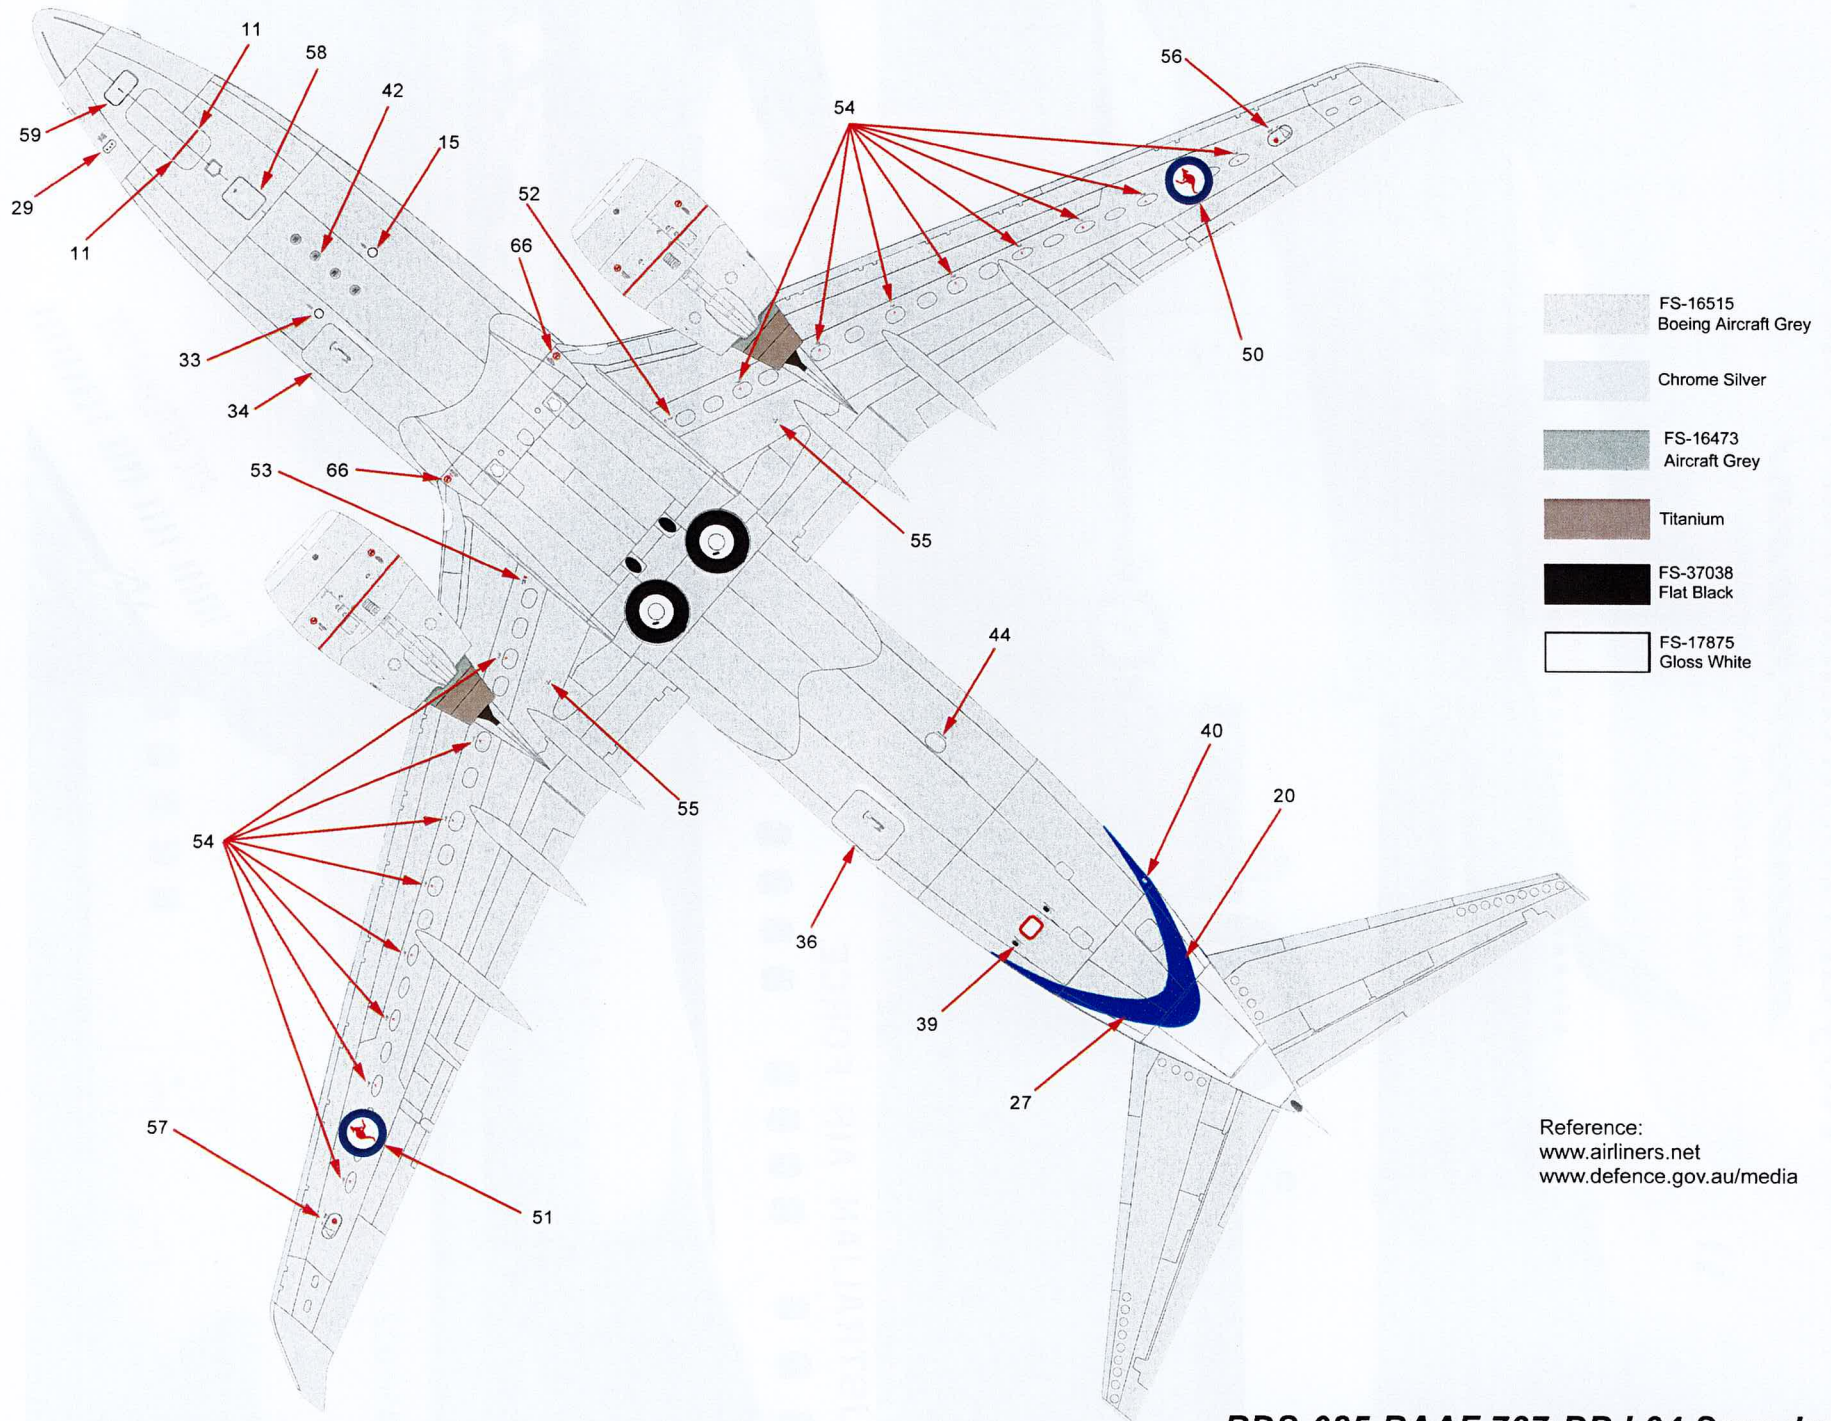 11
58
56
42
54
59
15
29
52
11
66
50
33
34
53
66
55
44
40
55
20
54
36
39
27
57
51
FS-16515
Boeing Aircraft Grey
Chrome Silver
FS-16473
Aircraft Grey
Titanium
FS-37038
Flat Black
FS-17875
Gloss White
Reference:
www.airliners.net
www.defence.gov.au/media